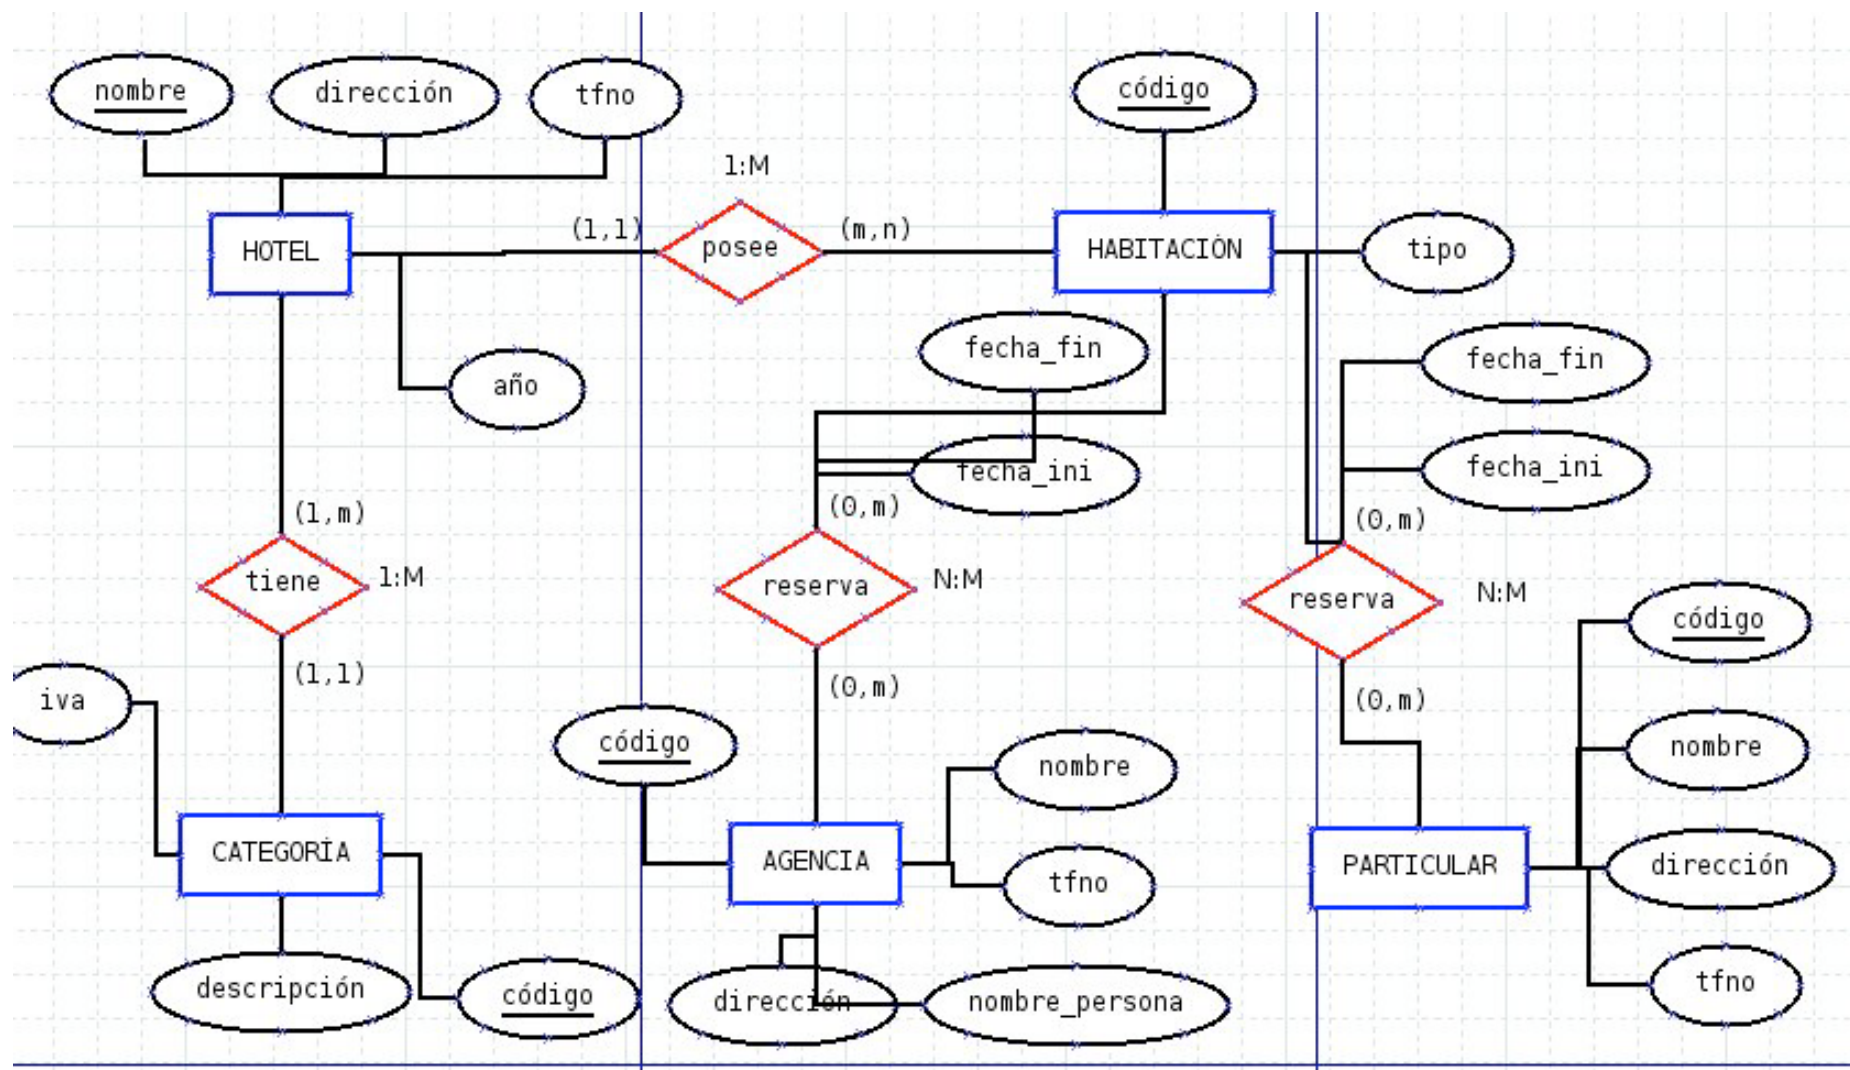 nombre
dirección
tfno
código
1:M
(1,1)
posee
(m,n)
HOTEL
HABITACIÓN
tipo
fecha_fin
fecha_fin
año
fecha_ini
fecha_ini
(1,m)
(0,m)
(0,m)
tiene
1:M
reserva
N:M
reserva
N:M
código
(1,1)
(0,m)
(0,m)
iva
código
nombre
nombre
CATEGORÍA
AGENCIA
PARTICULAR
dirección
tfno
descripción
código
dirección
nombre_persona
tfno